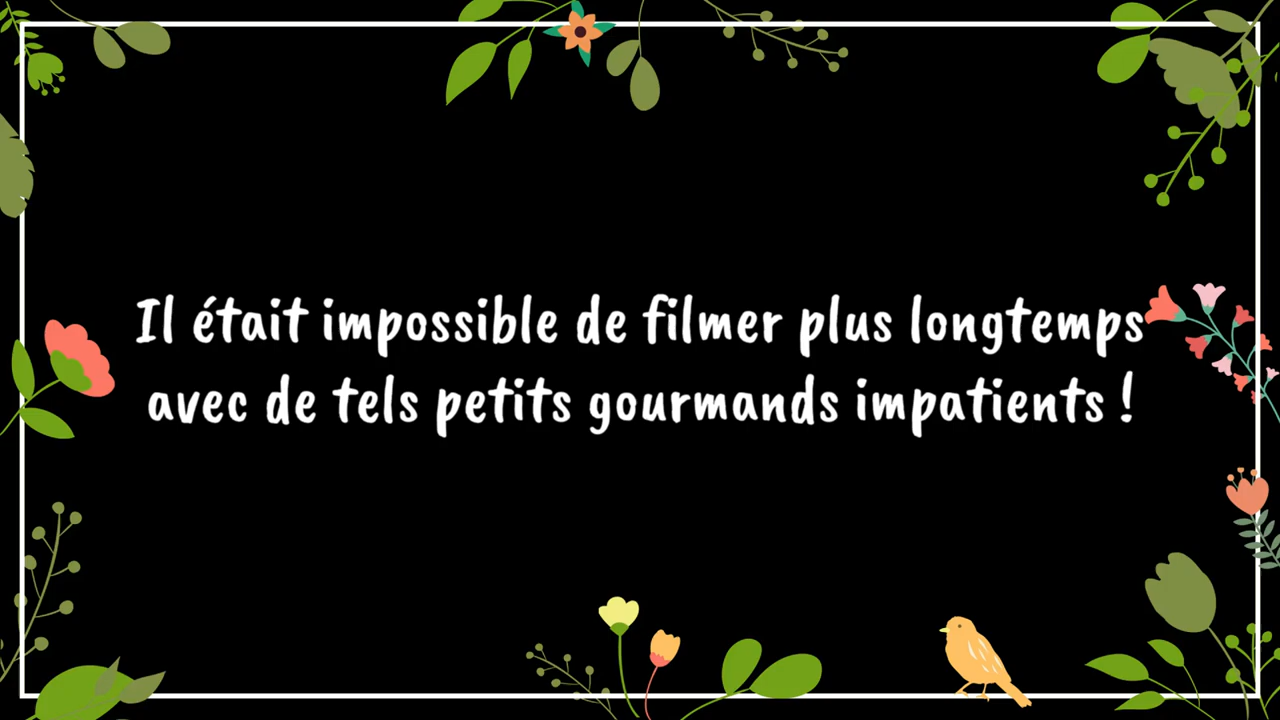 Il était impossible de filmer plus longtemps
avec de tels petits gourmands impatients !